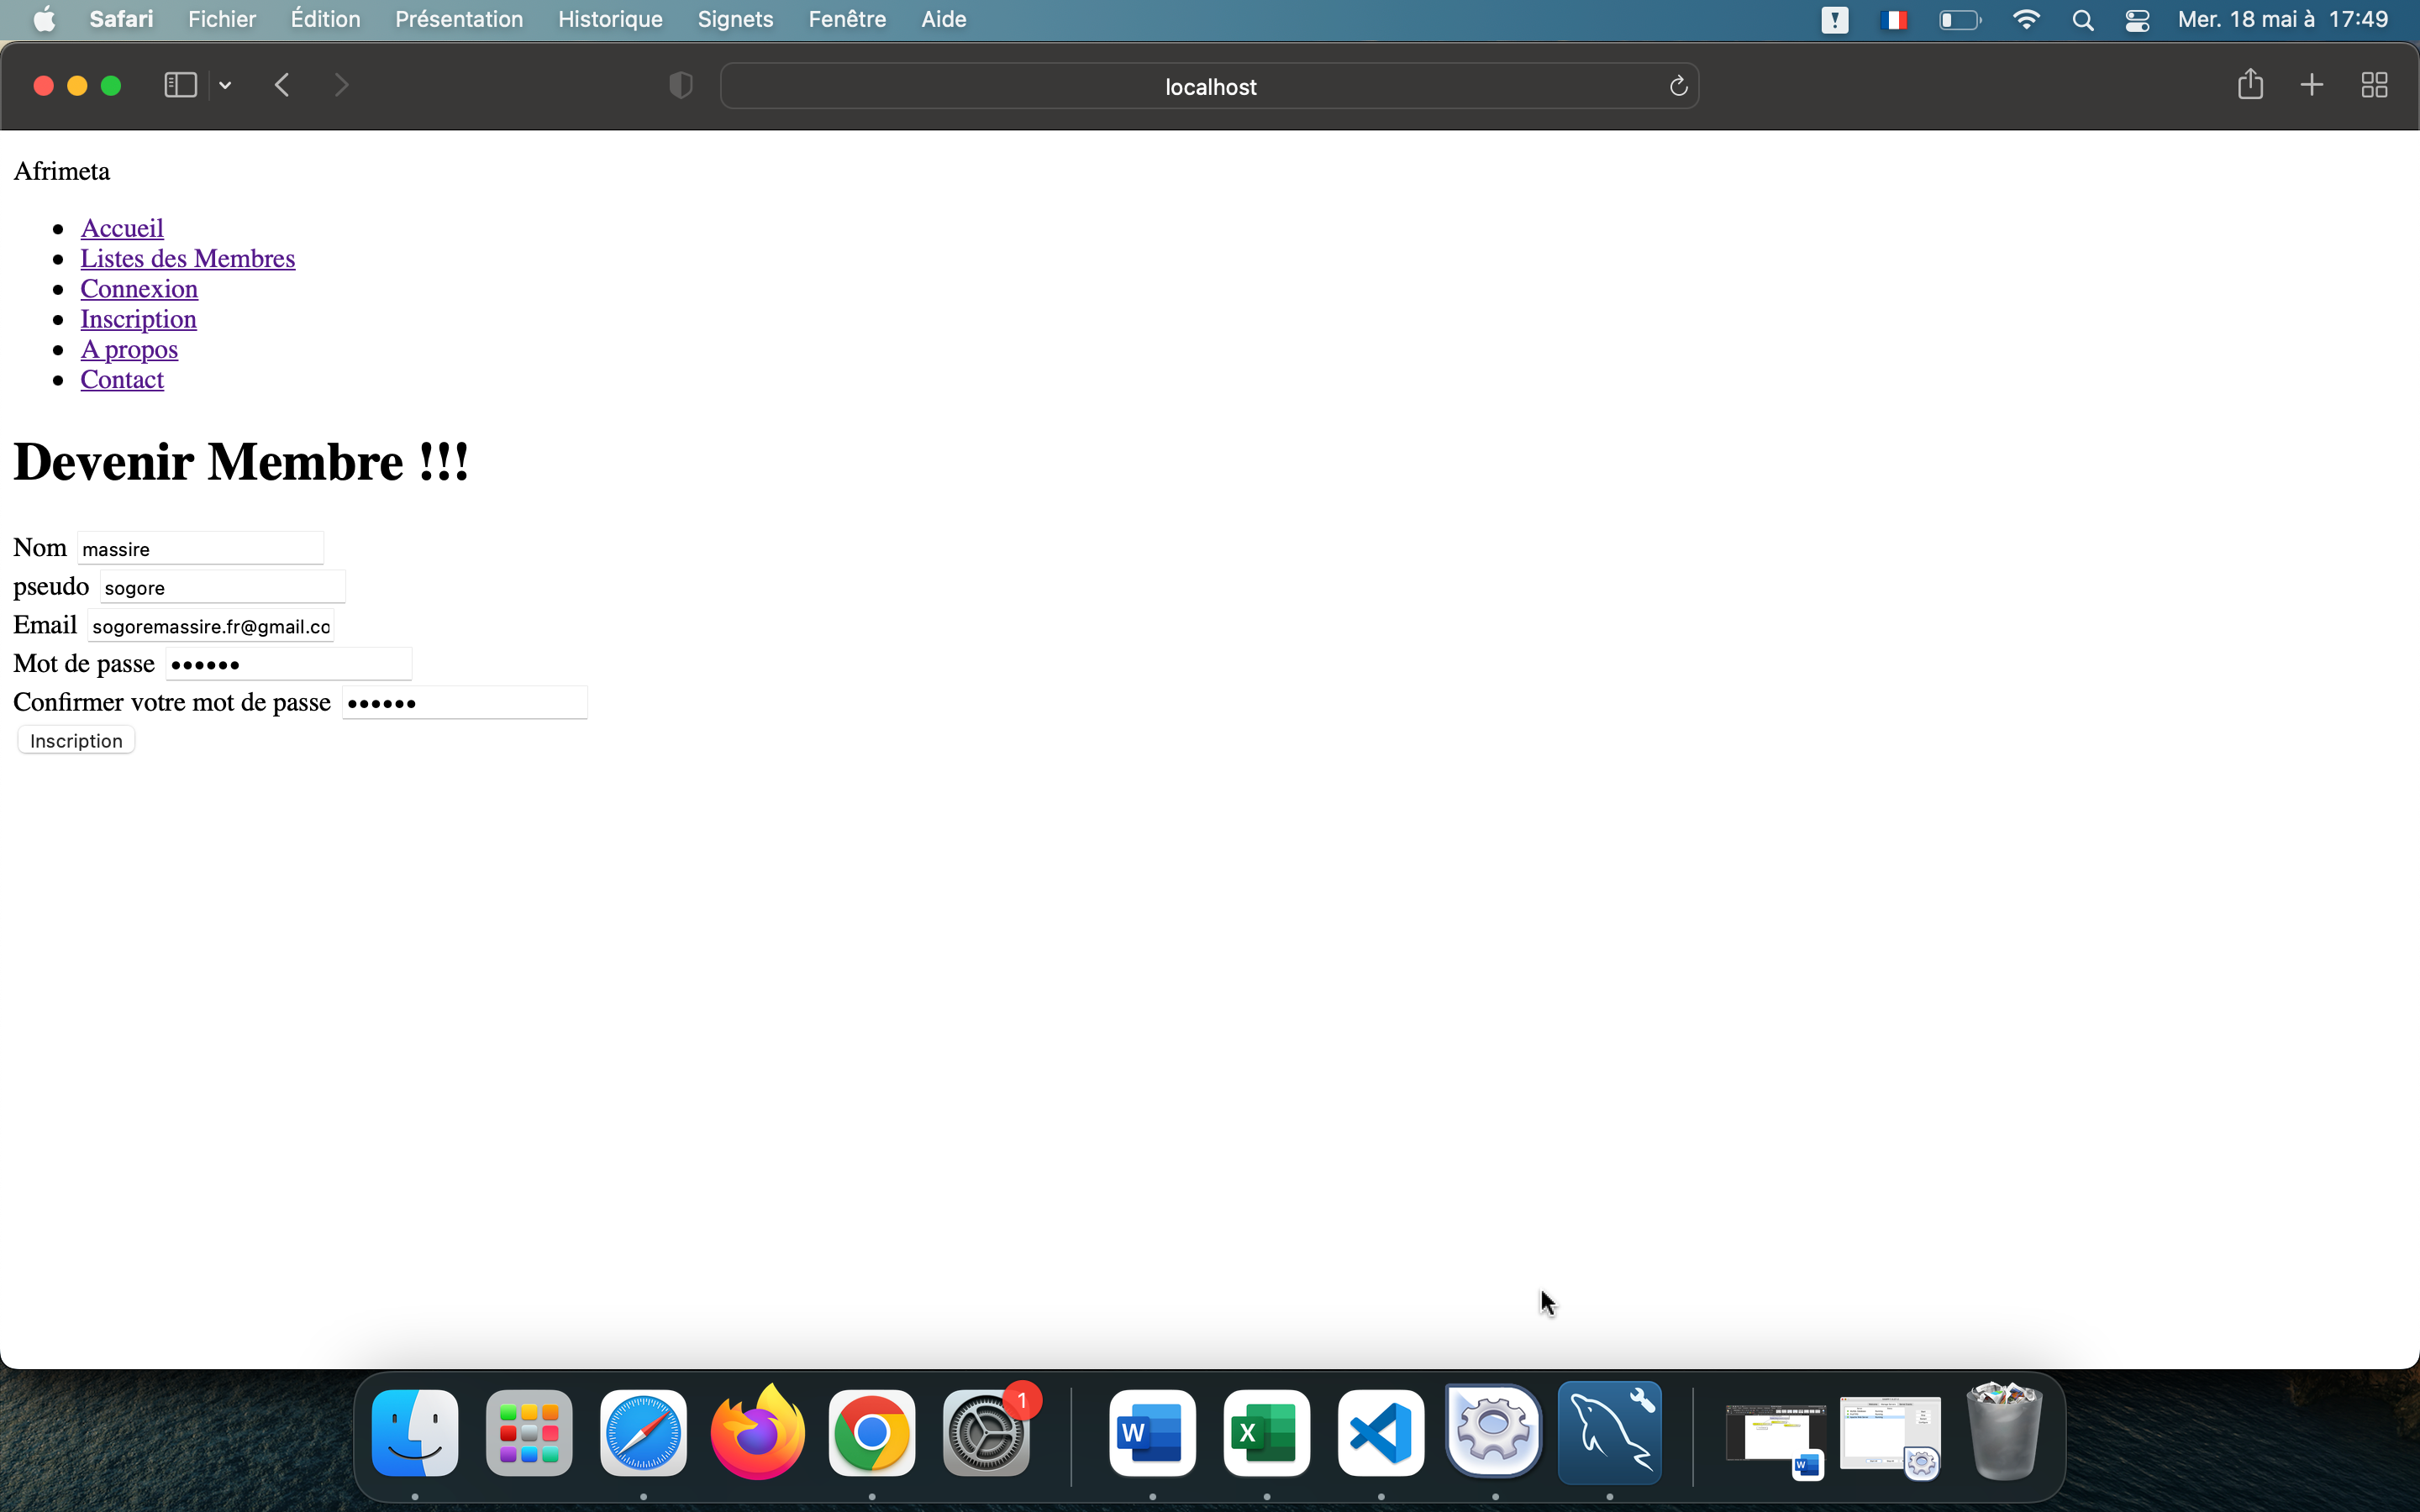 Safari Fichier Édition Présentation Historique Signets Fenêtre Aide Mer. 18 mai à 17:49
localhost
Afrimeta
Accueil
Listes des Membres
Connexion
Inscription
A propos
Contact
Devenir Membre !!!
Nom massire
pseudo sogore
Email sogoremassire.fr@gmail.co
Mot de passe ••••••
Confirmer votre mot de passe ••••••
Inscription
1
W
X
W